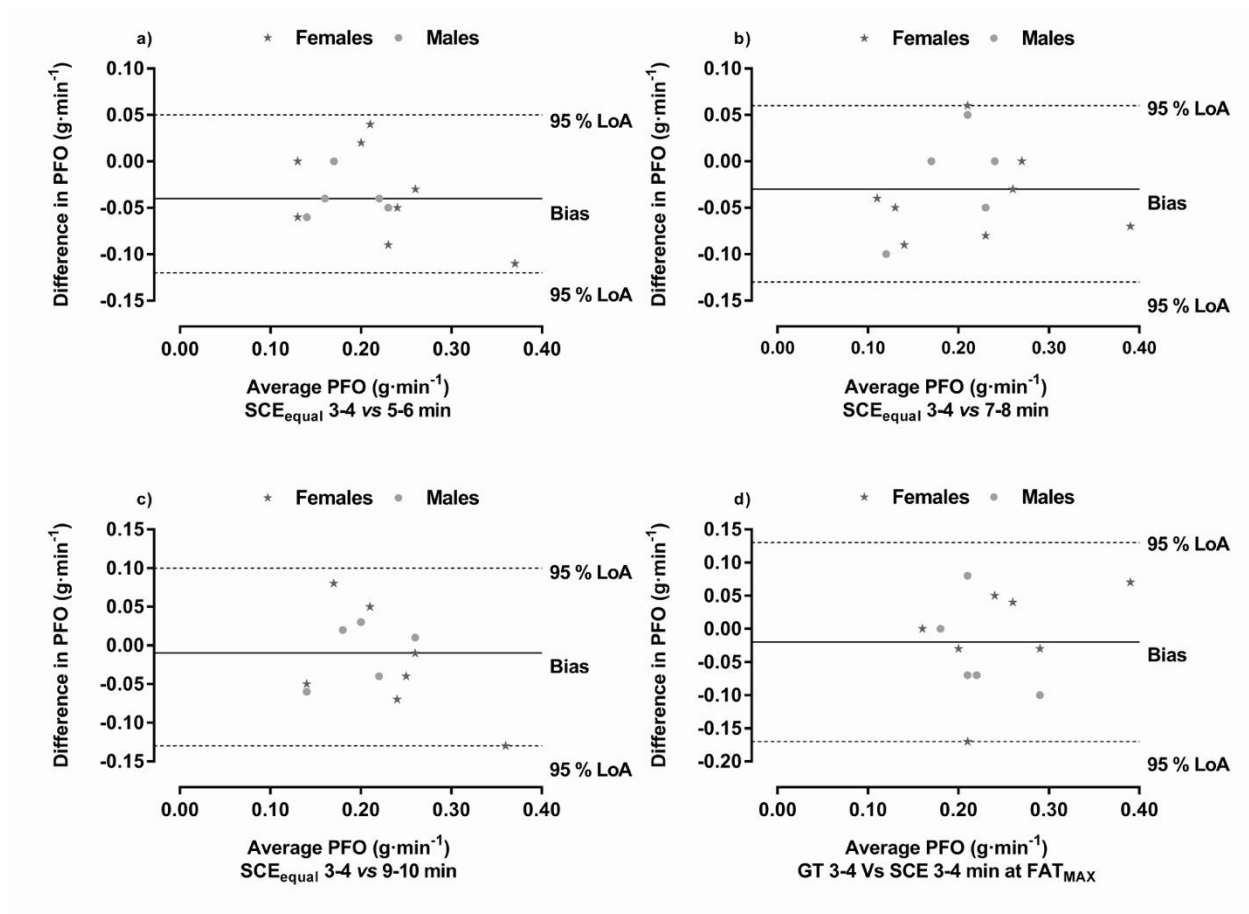 a)
★ Females ● Males
Difference in PFO (g·min⁻¹)
0.10
0.05
0.00
-0.05
-0.10
-0.15
95 % LoA
Bias
95 % LoA
0.00 0.10 0.20 0.30 0.40
Average PFO (g·min⁻¹)
SCEequal 3-4 vs 5-6 min
b)
★ Females ● Males
Difference in PFO (g·min⁻¹)
0.10
0.05
0.00
-0.05
-0.10
-0.15
95 % LoA
Bias
95 % LoA
0.00 0.10 0.20 0.30 0.40
Average PFO (g·min⁻¹)
SCEequal 3-4 vs 7-8 min
c)
★ Females ● Males
Difference in PFO (g·min⁻¹)
0.15
0.10
0.05
0.00
-0.05
-0.10
-0.15
95 % LoA
Bias
95 % LoA
0.00 0.10 0.20 0.30 0.40
Average PFO (g·min⁻¹)
SCEequal 3-4 vs 9-10 min
d)
★ Females ● Males
Difference in PFO (g·min⁻¹)
0.15
0.10
0.05
0.00
-0.05
-0.10
-0.15
-0.20
95 % LoA
Bias
95 % LoA
0.00 0.10 0.20 0.30 0.40
Average PFO (g·min⁻¹)
GT 3-4 Vs SCE 3-4 min at FATMAX